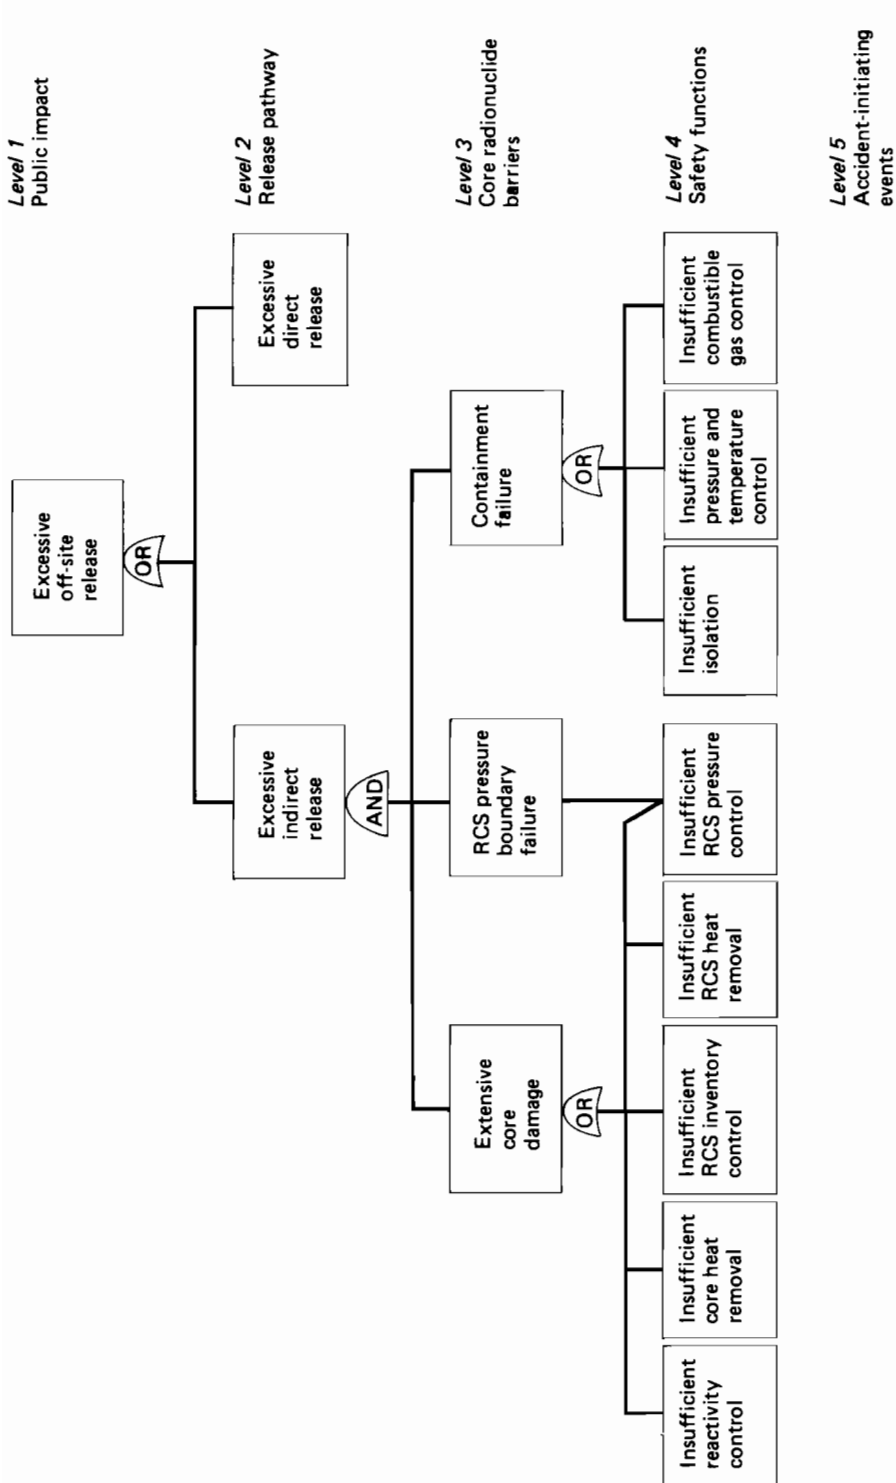 Level 1
Public impact
Excessive
off-site
release
OR
Level 2
Release pathway
Excessive
indirect
release
Excessive
direct
release
AND
Level 3
Core radionuclide
barriers
Extensive
core
damage
RCS pressure
boundary
failure
Containment
failure
OR
OR
Level 4
Safety functions
Insufficient
reactivity
control
Insufficient
core heat
removal
Insufficient
RCS inventory
control
Insufficient
RCS heat
removal
Insufficient
RCS pressure
control
Insufficient
isolation
Insufficient
pressure and
temperature
control
Insufficient
combustible
gas control
Level 5
Accident-initiating
events